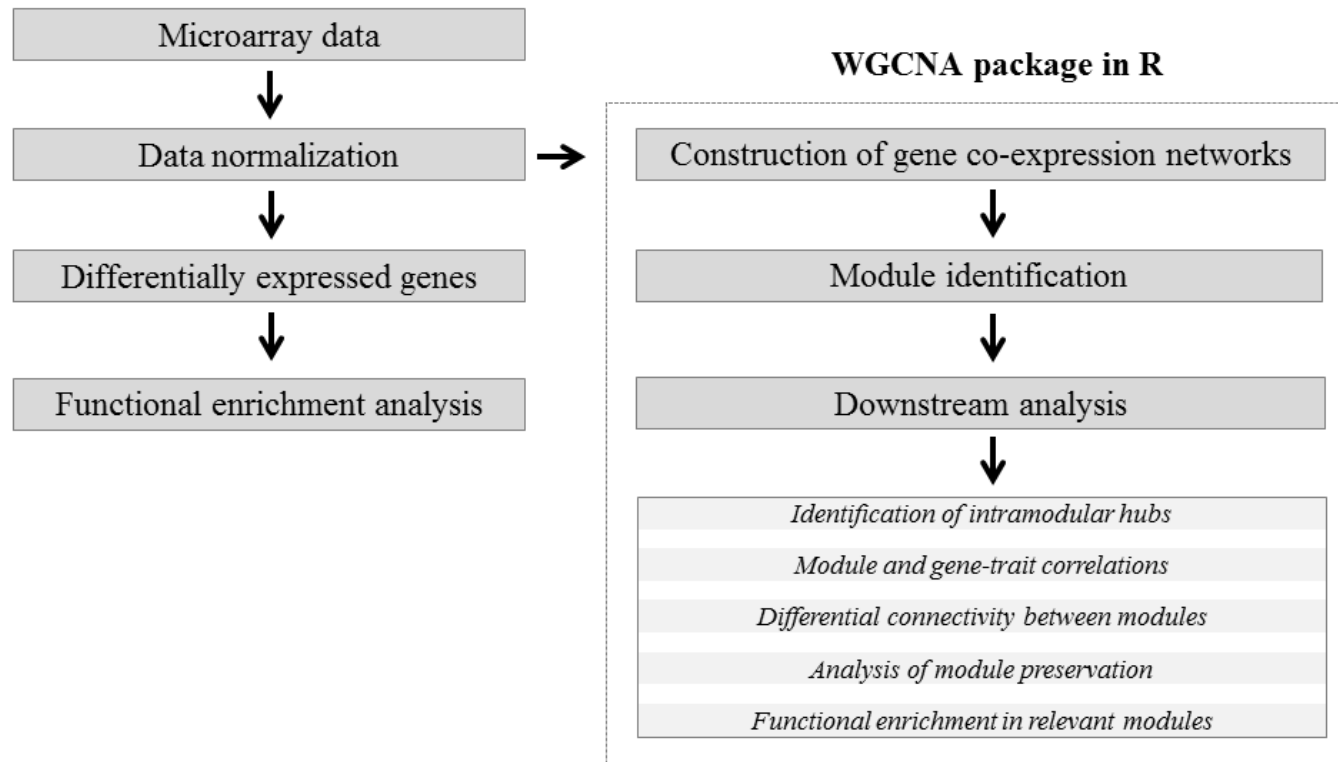 Microarray data
Data normalization
Differentially expressed genes
Functional enrichment analysis
WGCNA package in R
Construction of gene co-expression networks
Module identification
Downstream analysis
Identification of intramodular hubs
Module and gene-trait correlations
Differential connectivity between modules
Analysis of module preservation
Functional enrichment in relevant modules